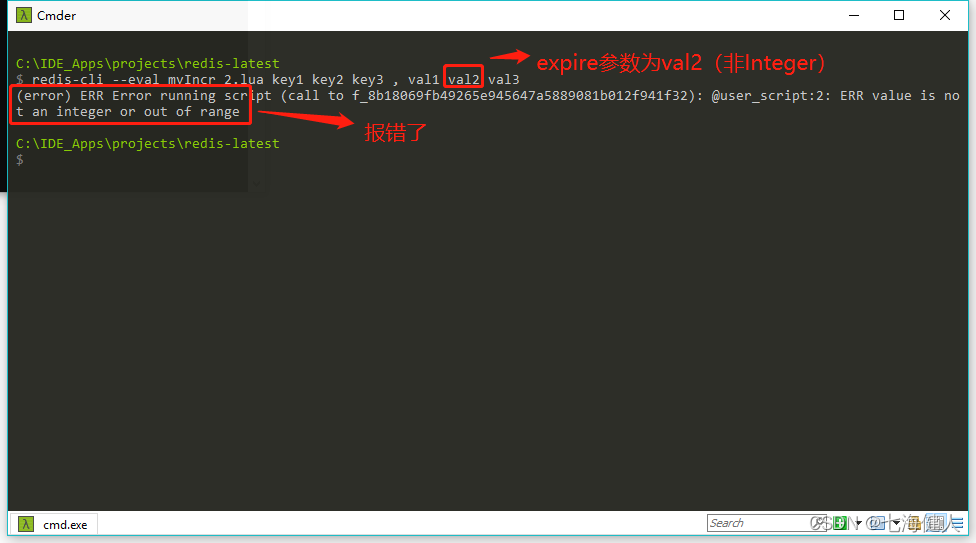 Cmder
C:\IDE_Apps\projects\redis-latest
$ redis-cli --eval myIncr_2.lua key1 key2 key3 , val1 val2 val3
expire参数为val2（非Integer）
(error) ERR Error running script (call to f_8b18069fb49265e945647a5889081b012f941f32): @user_script:2: ERR value is no
t an integer or out of range
报错了
C:\IDE_Apps\projects\redis-latest
$
cmd.exe
Search
CSDN @七海健人